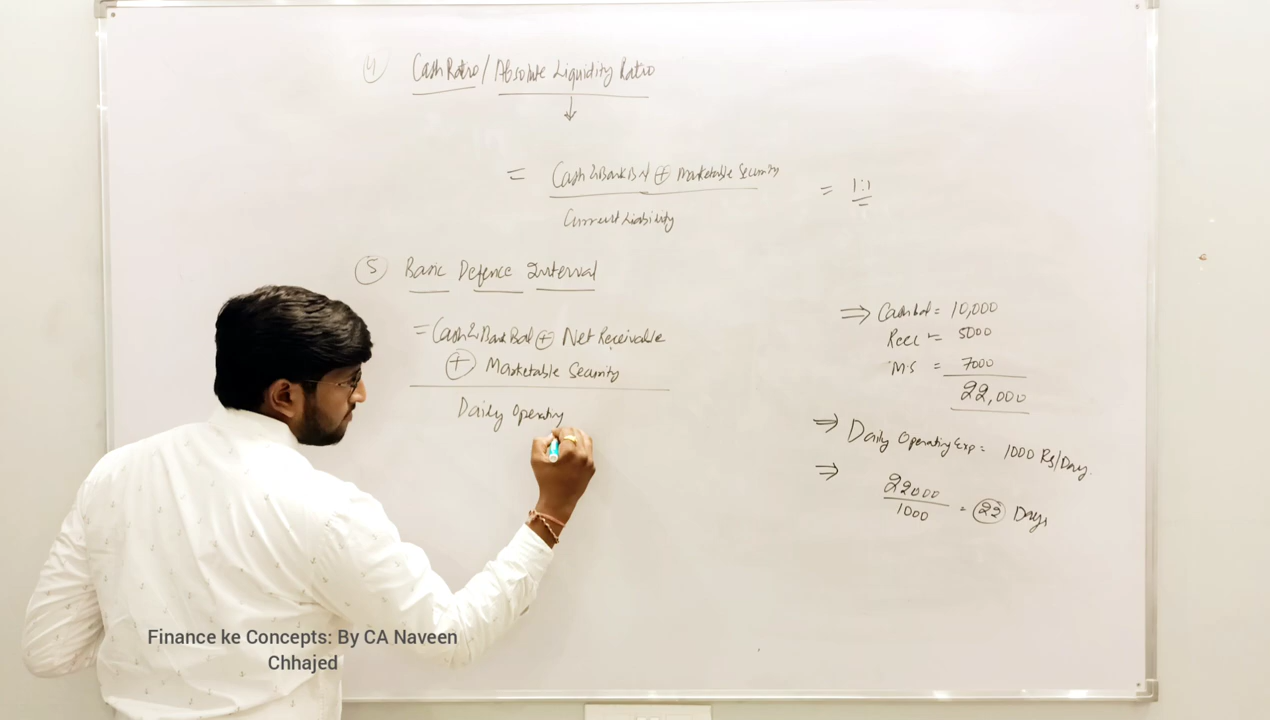 4 Cash Ratio / Absolute Liquidity Ratio
= Cash & Bank Bal + Marketable Security
Current Liability
= 1:1
5 Basic Defence Interval
= Cash & Bank Bal + Net Receivable
+ Marketable Security
Daily Operating
⇒ Cash bal = 10,000
Rec = 5000
M.S = 7000
22,000
⇒ Daily Operating Exp = 1000 Rs/Day.
⇒ 22000
1000
= 22 Days
Finance ke Concepts: By CA Naveen
Chhajed